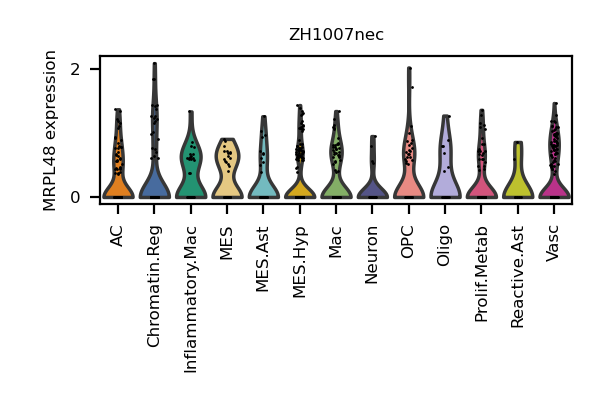 ZH1007nec
MRPL48 expression
2
0
AC
Chromatin.Reg
Inflammatory.Mac
MES
MES.Ast
MES.Hyp
Mac
Neuron
OPC
Oligo
Prolif.Metab
Reactive.Ast
Vasc